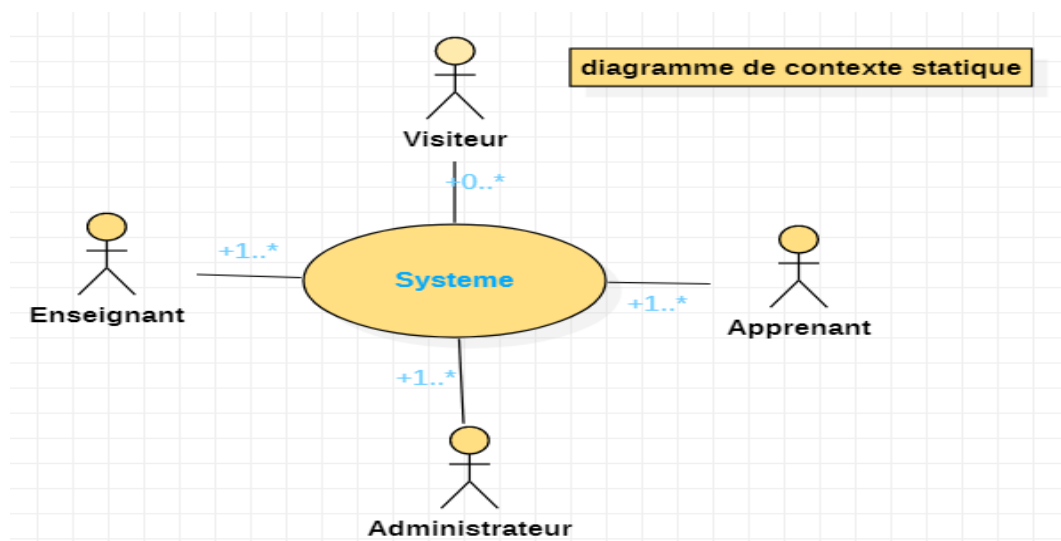 diagramme de contexte statique
Visiteur
+0..*
+1..*
Enseignant
Systeme
+1..*
Apprenant
+1..*
Administrateur